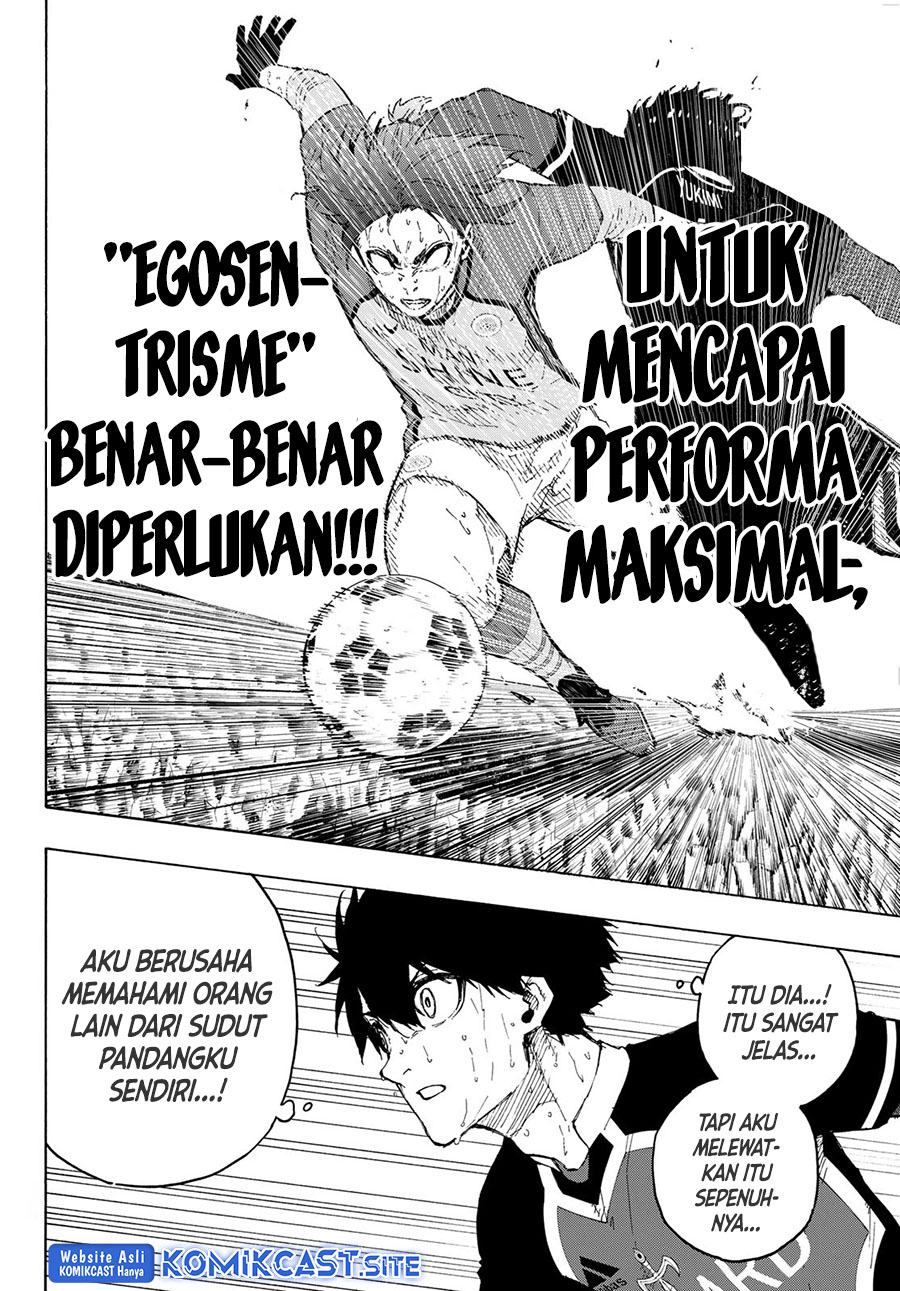 YUKIMI
UNTUK
MENCAPAI
PERFORMA
MAKSIMAL,
"EGOSEN-
TRISME"
BENAR-BENAR
DIPERLUKAN!!!
ITU DIA...!
ITU SANGAT
JELAS...
TAPI AKU
MELEWAT-
KAN ITU
SEPENUH-
NYA...
AKU BERUSAHA
MEMAHAMI ORANG
LAIN DARI SUDUT
PANDANGKU
SENDIRI...!
Website Asli
KOMIKCAST Hanya
KOMIKCAST.SITE